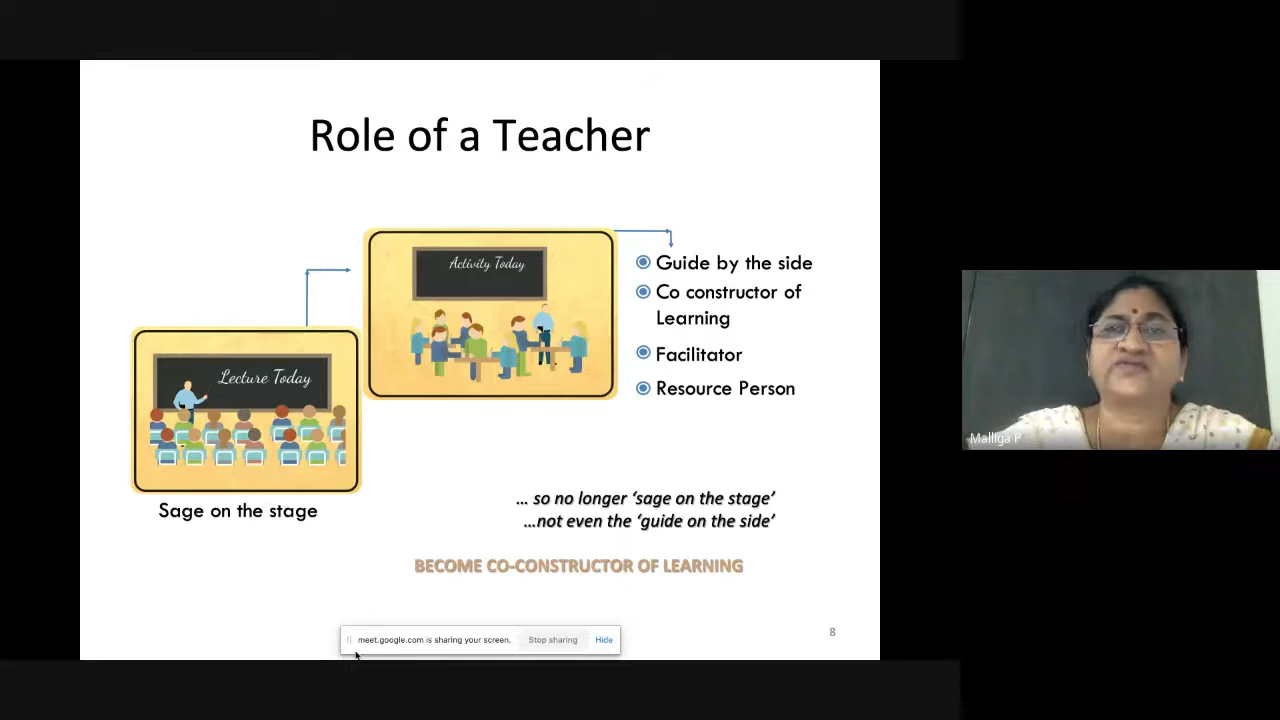 Role of a Teacher
Activity Today
Guide by the side
Co constructor of
Learning
Facilitator
Resource Person
Lecture Today
Sage on the stage
... so no longer ‘sage on the stage’
...not even the ‘guide on the side’
BECOME CO-CONSTRUCTOR OF LEARNING
meet.google.com is sharing your screen. Stop sharing Hide
8
Malliga P